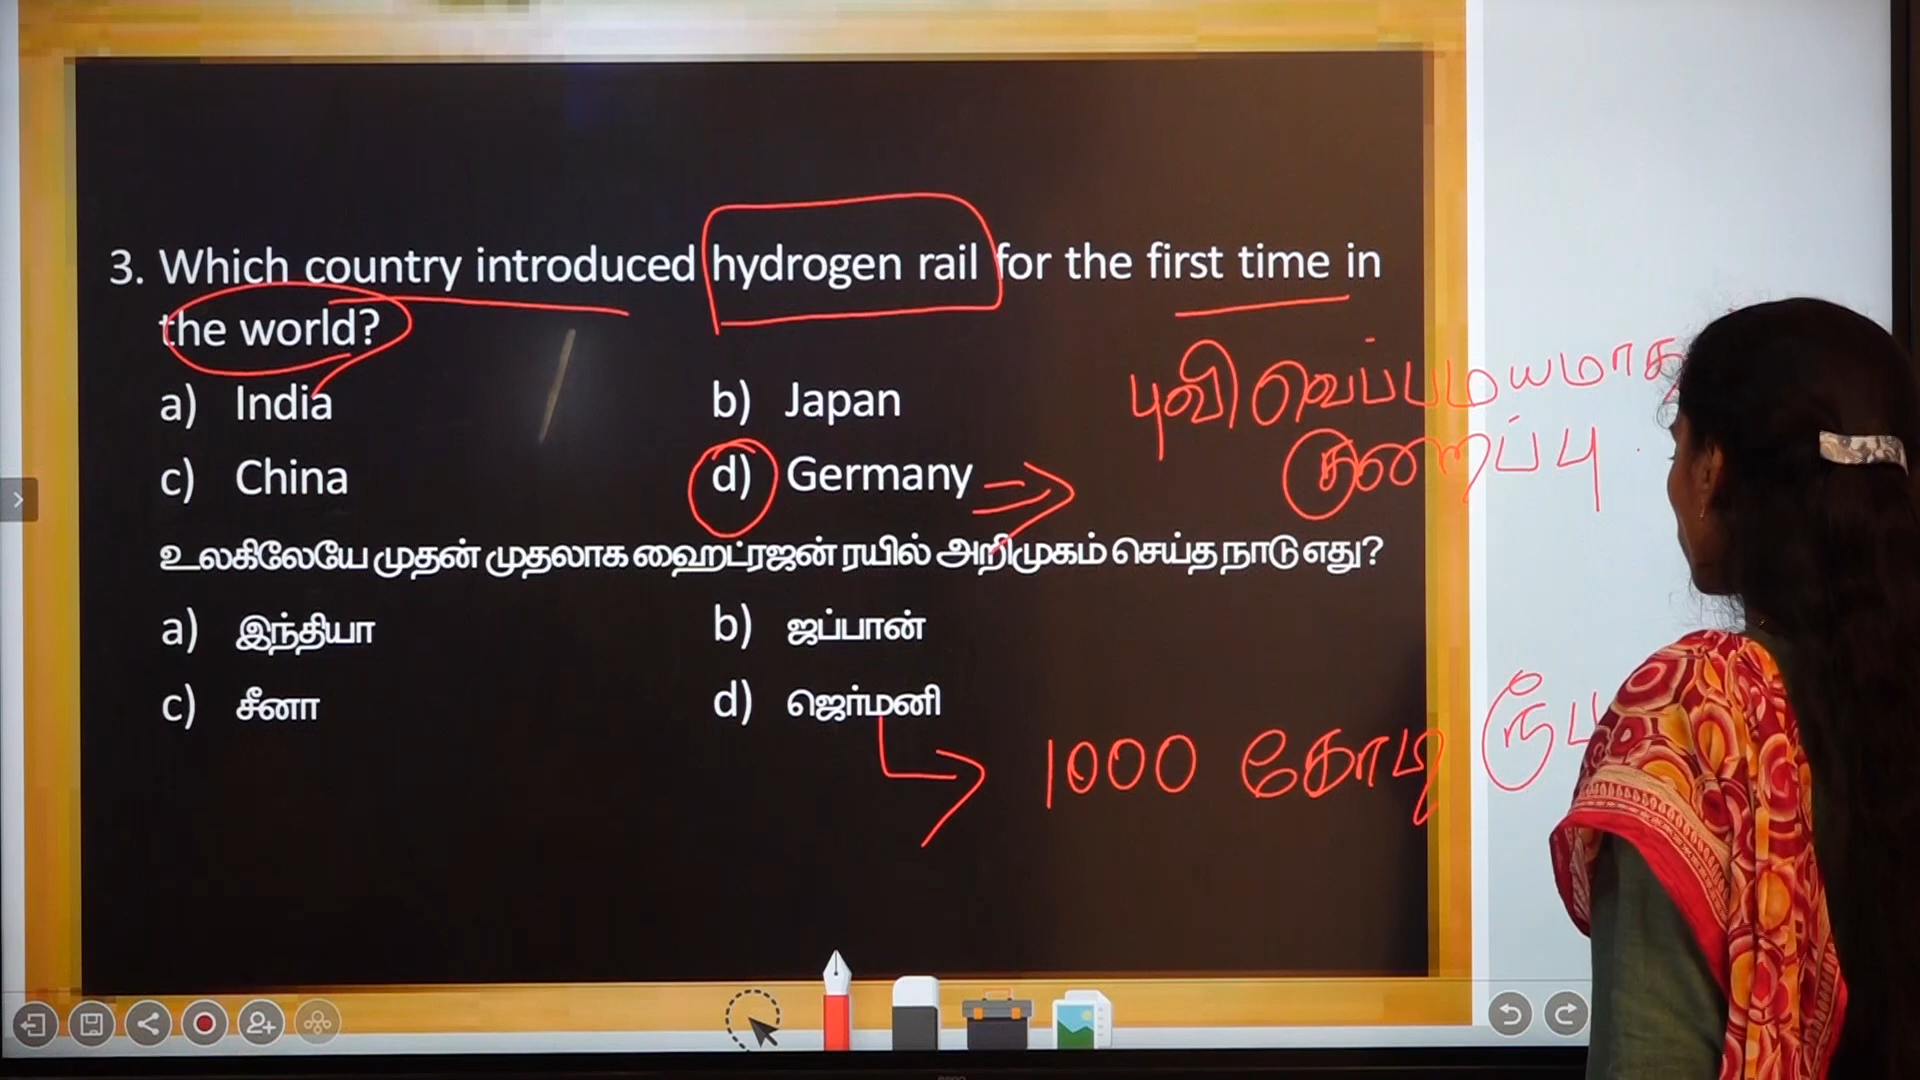 3. Which country introduced hydrogen rail for the first time in
the world?
a) India
b) Japan
புவி வெப்பமயமாத
குறைப்பு
c) China
d) Germany
உலகிலேயே முதன் முதலாக ஹைட்ரஜன் ரயில் அறிமுகம் செய்த நாடு எது?
a) இந்தியா
b) ஜப்பான்
c) சீனா
d) ஜெர்மனி
1000 கோடி